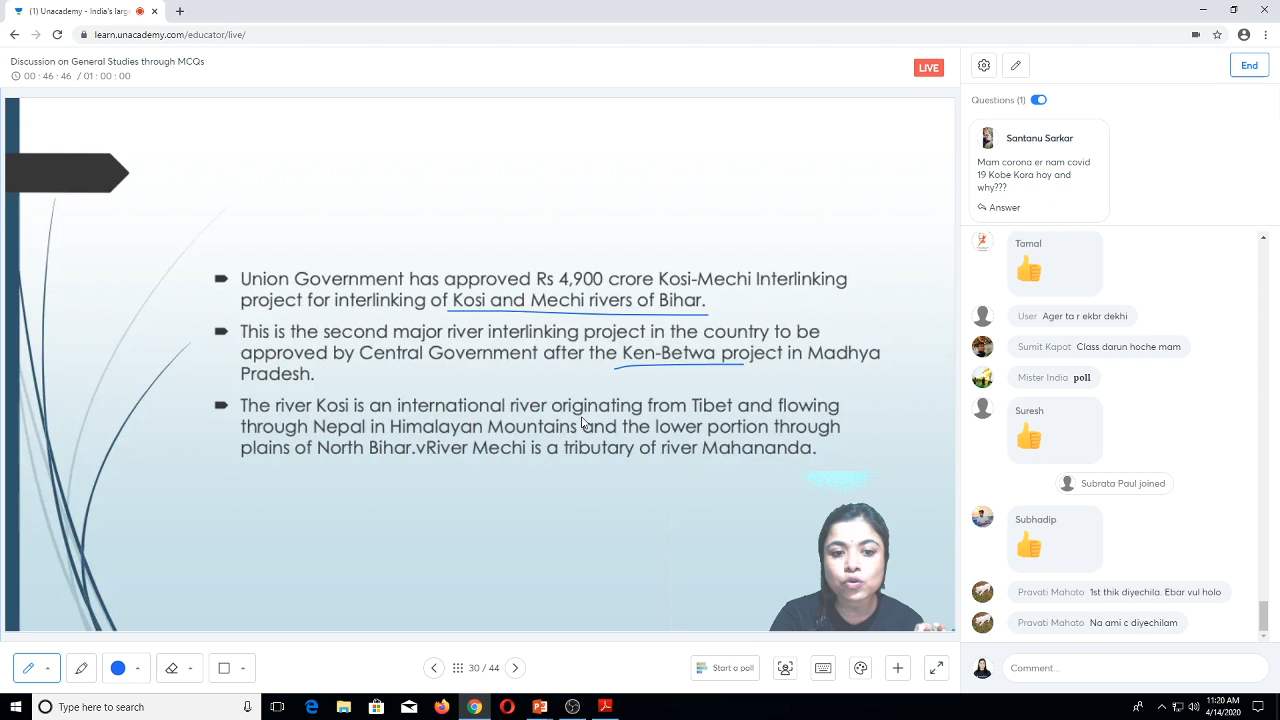 (1) Unacademy - India's larg
learn.unacademy.com/educator/live/
Discussion on General Studies through MCQs
00 : 46 : 46 / 01 : 00 : 00
LIVE
End
Questions (1)
Santanu Sarkar
Mam corona er nam covid
19 Kobe Kora hoy and
why???
Answer
Union Government has approved Rs 4,900 crore Kosi-Mechi Interlinking
project for interlinking of Kosi and Mechi rivers of Bihar.
This is the second major river interlinking project in the country to be
approved by Central Government after the Ken-Betwa project in Madhya
Pradesh.
The river Kosi is an international river originating from Tibet and flowing
through Nepal in Himalayan Mountains and the lower portion through
plains of North Bihar.vRiver Mechi is a tributary of river Mahananda.
Tamal
User Ager ta r ekbr dekhi
Sumit Kapat Class darun hoche mam
Mister India poll
Suresh
Subrata Paul joined
Subhadip
Pravati Mahato 1st thik diyechila. Ebar vul holo
Pravati Mahato Na ami c diyechilam
30 / 44
Start a poll
Comment...
Type here to search
11:20 AM
4/14/2020